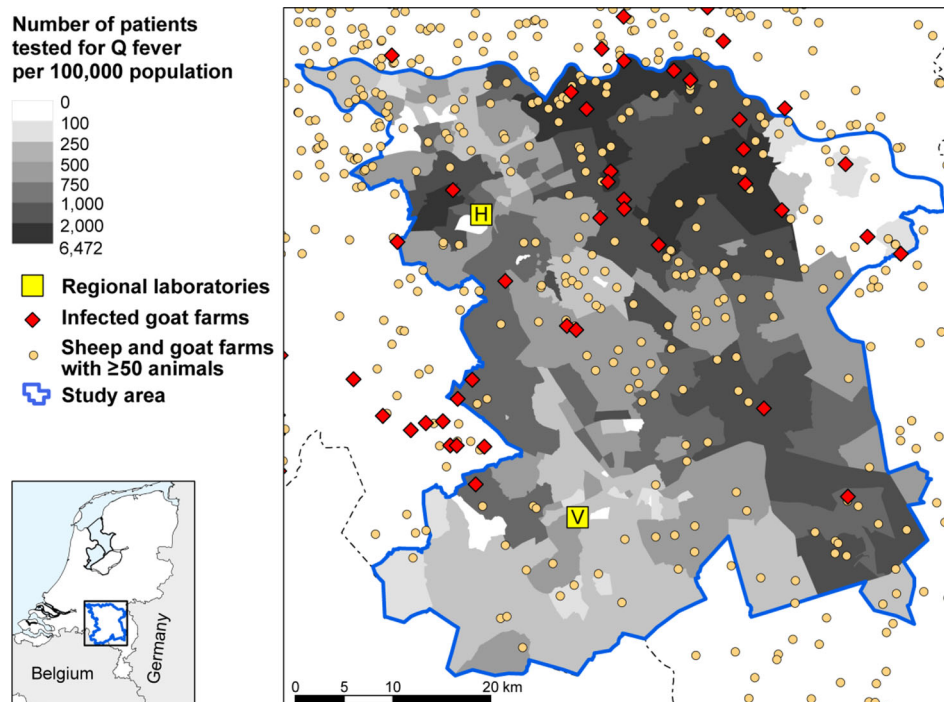 Number of patients
tested for Q fever
per 100,000 population
0
100
250
500
750
1,000
2,000
6,472
Regional laboratories
Infected goat farms
Sheep and goat farms
with ≥50 animals
Study area
H
V
Belgium
Germany
0 5 10 20 km